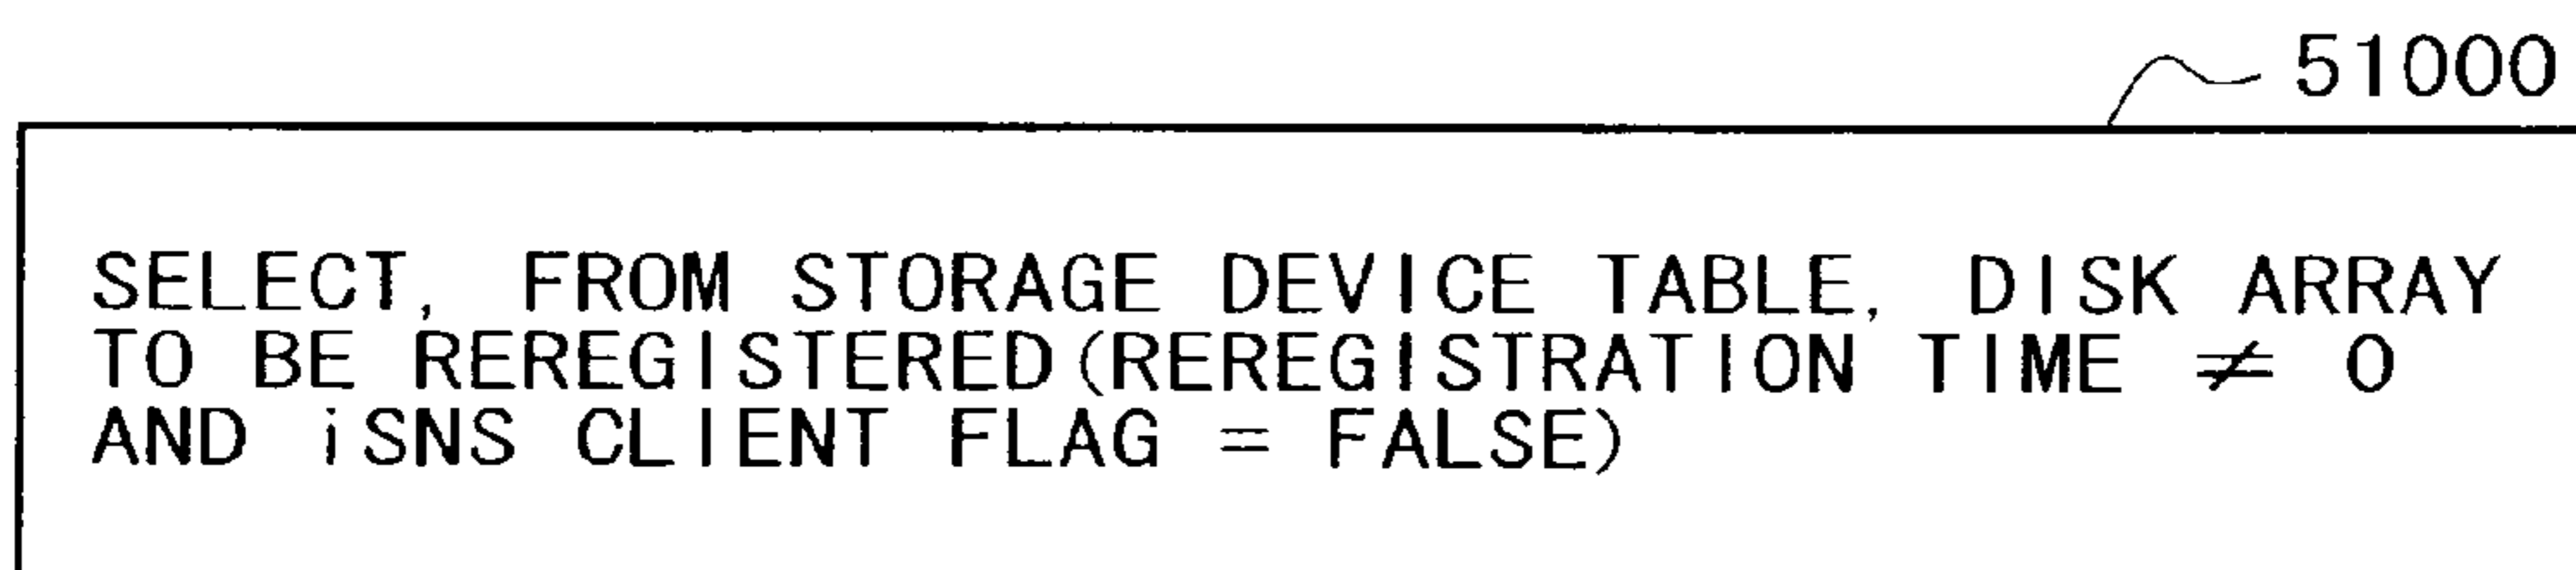 51000
SELECT, FROM STORAGE DEVICE TABLE, DISK ARRAY
TO BE REREGISTERED(REREGISTRATION TIME ≠ 0
AND iSNS CLIENT FLAG = FALSE)